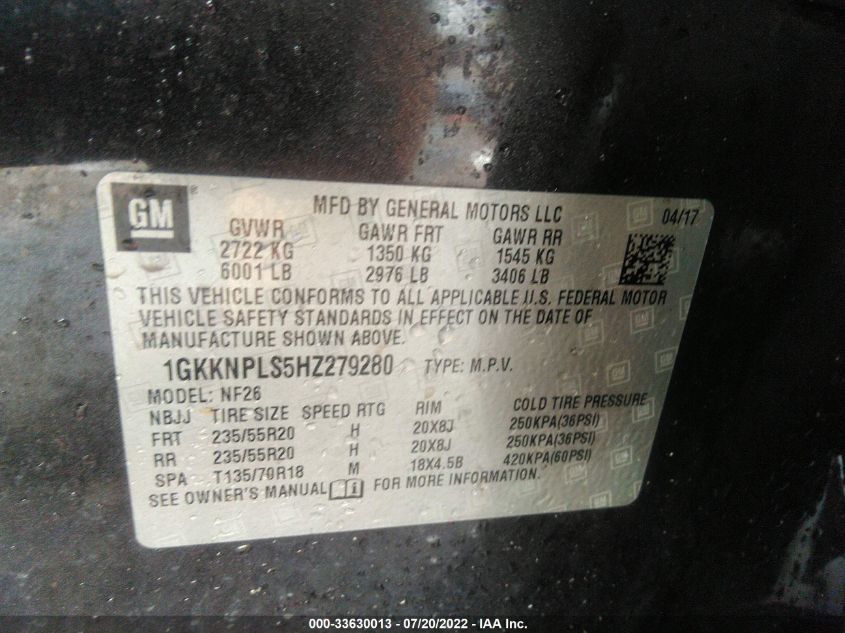 GM ®
MFD BY GENERAL MOTORS LLC 04/17
GVWR GAWR FRT GAWR RR
2722 KG 1350 KG 1545 KG
6001 LB 2976 LB 3406 LB
THIS VEHICLE CONFORMS TO ALL APPLICABLE U.S. FEDERAL MOTOR
VEHICLE SAFETY STANDARDS IN EFFECT ON THE DATE OF
MANUFACTURE SHOWN ABOVE.
1GKKNPLS5HZ279280 TYPE: M.P.V.
MODEL: NF26
NBJJ TIRE SIZE SPEED RTG RIM COLD TIRE PRESSURE
FRT 235/55R20 H 20X8J 250KPA(36PSI)
RR 235/55R20 H 20X8J 250KPA(36PSI)
SPA T135/70R18 M 18X4.5B 420KPA(60PSI)
SEE OWNER'S MANUAL FOR MORE INFORMATION.
000-33630013 - 07/20/2022 - IAA Inc.